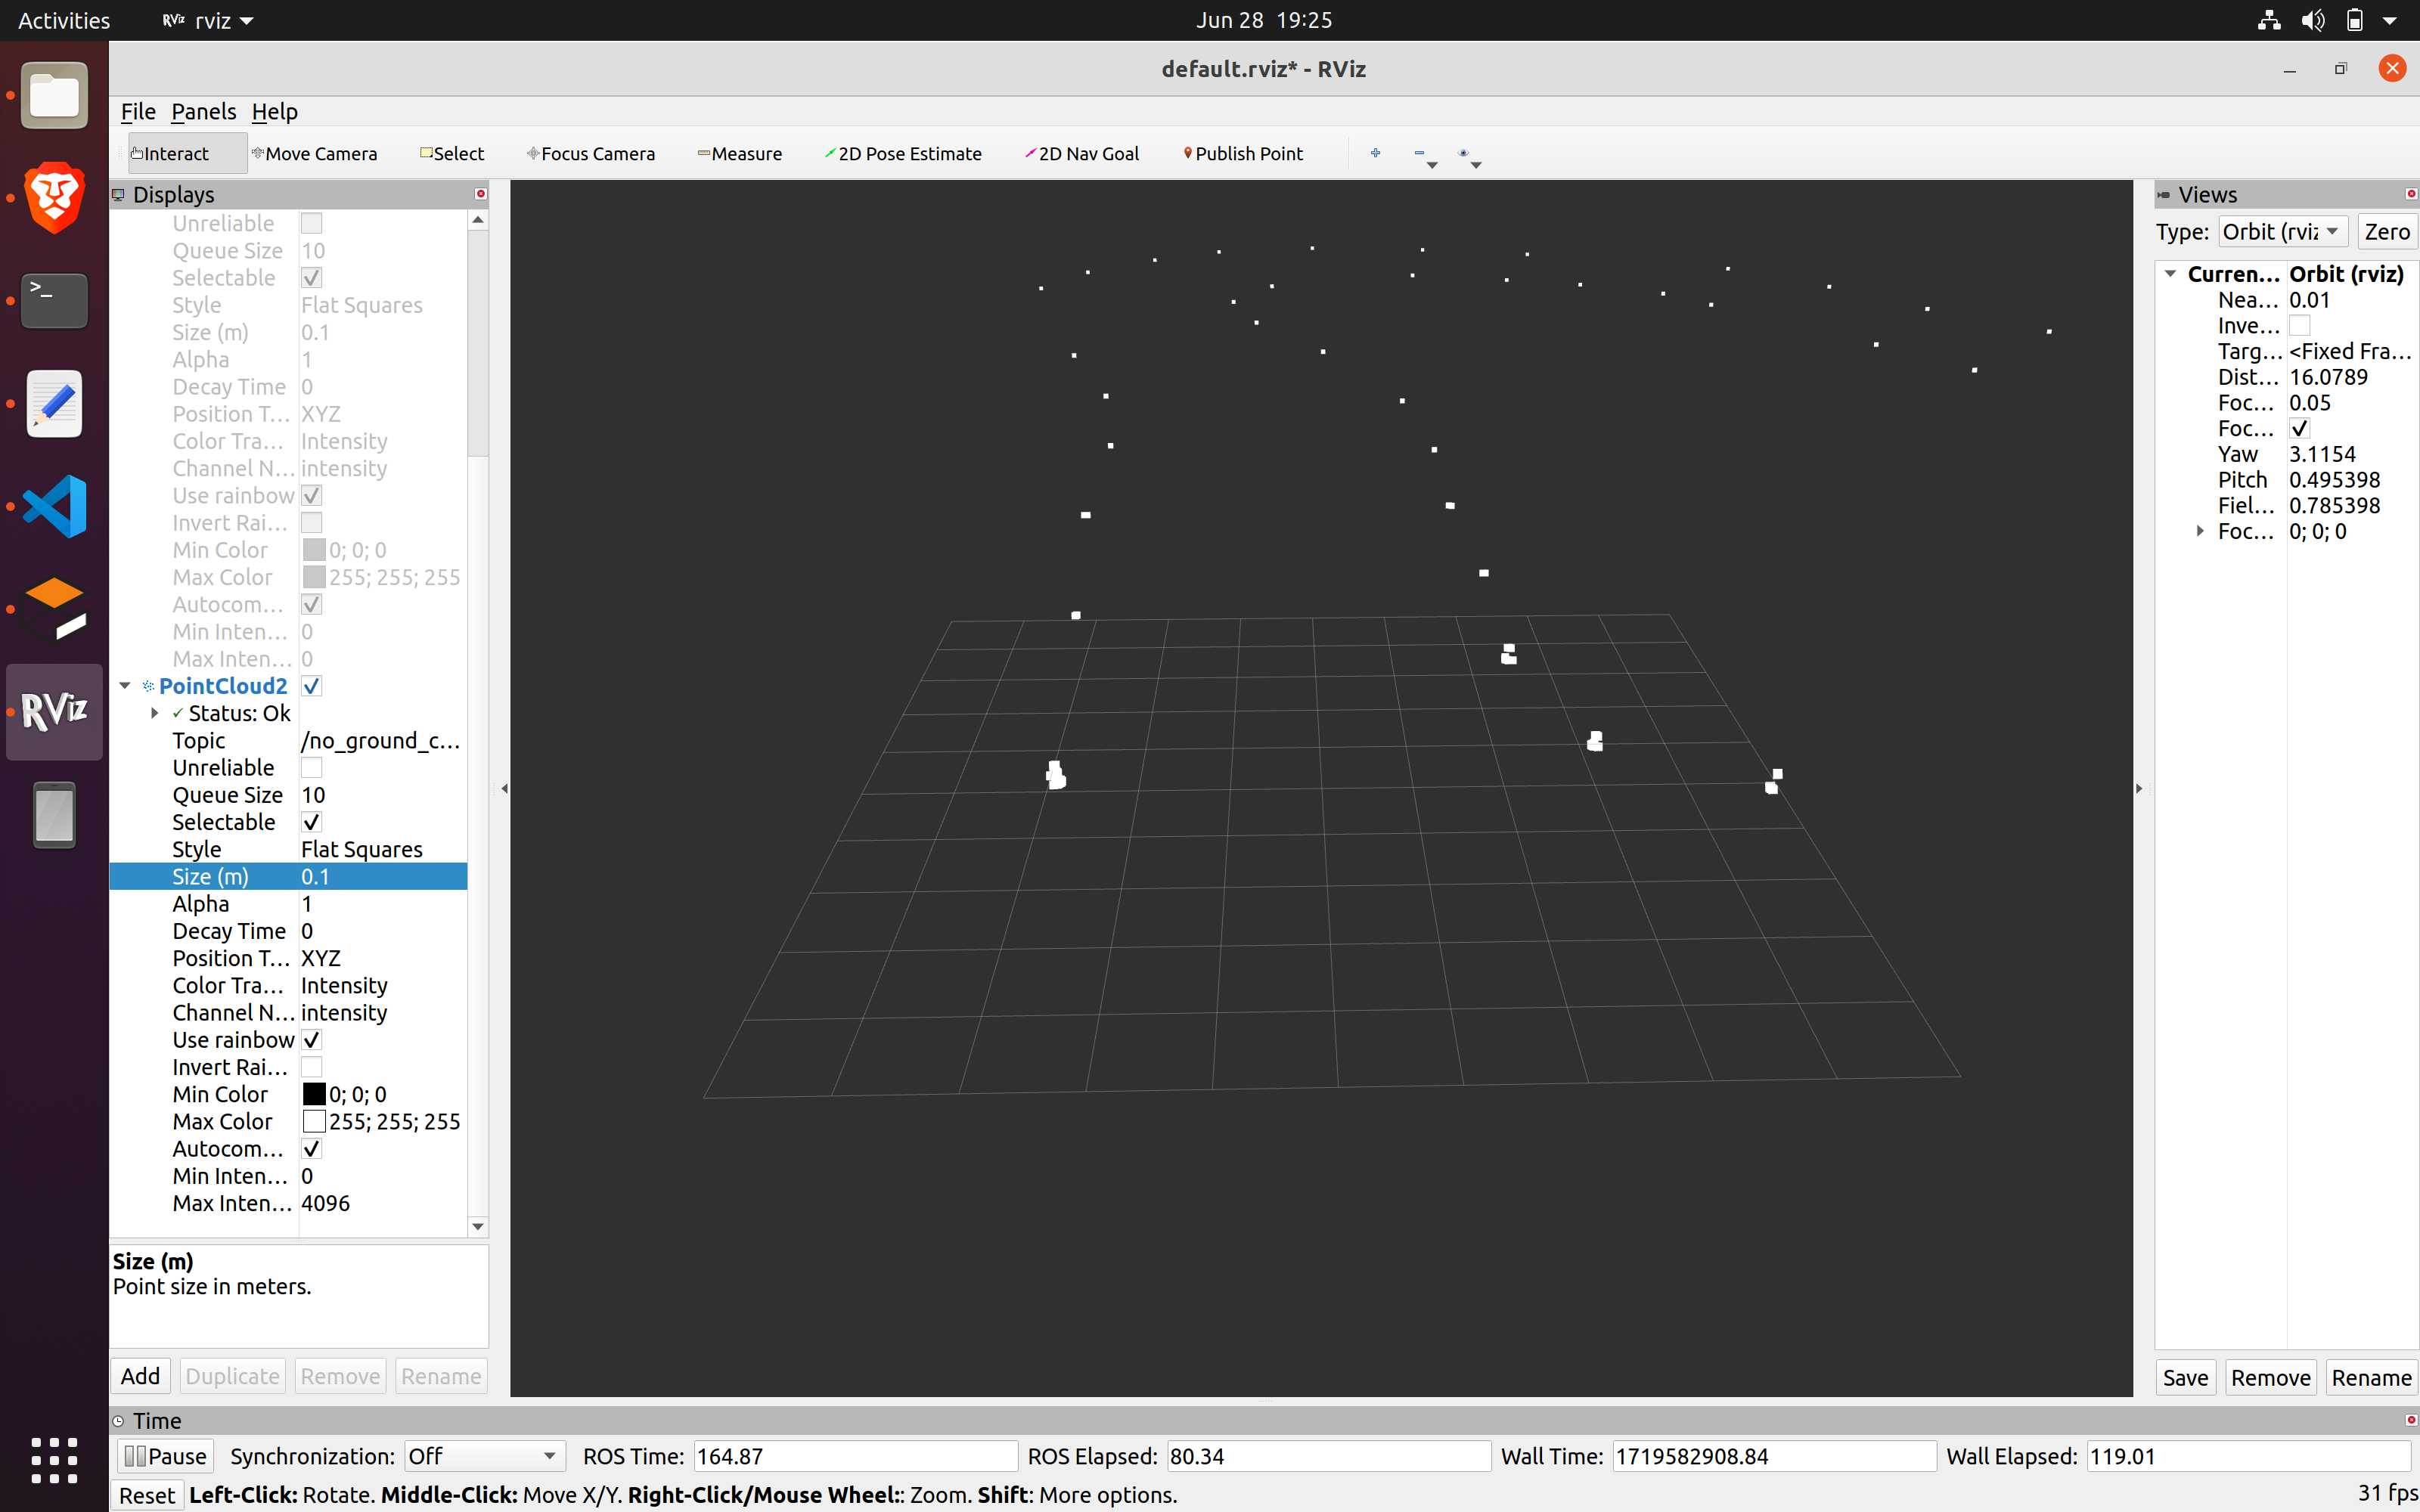 Activities RViz rviz Jun 28 19:25
default.rviz* - RViz
File Panels Help
Interact Move Camera Select Focus Camera Measure 2D Pose Estimate 2D Nav Goal Publish Point
Displays
Unreliable
Queue Size 10
Selectable
Style Flat Squares
Size (m) 0.1
Alpha 1
Decay Time 0
Position T... XYZ
Color Tra... Intensity
Channel N... intensity
Use rainbow
Invert Rai...
Min Color 0; 0; 0
Max Color 255; 255; 255
Autocom...
Min Inten... 0
Max Inten... 0
PointCloud2
Status: Ok
Topic /no_ground_c...
Unreliable
Queue Size 10
Selectable
Style Flat Squares
Size (m) 0.1
Alpha 1
Decay Time 0
Position T... XYZ
Color Tra... Intensity
Channel N... intensity
Use rainbow
Invert Rai...
Min Color 0; 0; 0
Max Color 255; 255; 255
Autocom...
Min Inten... 0
Max Inten... 4096
Size (m)
Point size in meters.
Add Duplicate Remove Rename
RViz
Views
Type: Orbit (rviz Zero
Curren... Orbit (rviz)
Nea... 0.01
Inve...
Targ... <Fixed Fra...
Dist... 16.0789
Foc... 0.05
Foc...
Yaw 3.1154
Pitch 0.495398
Fiel... 0.785398
Foc... 0; 0; 0
Save Remove Rename
Time
Pause Synchronization: Off ROS Time: 164.87 ROS Elapsed: 80.34 Wall Time: 1719582908.84 Wall Elapsed: 119.01
Reset Left-Click: Rotate. Middle-Click: Move X/Y. Right-Click/Mouse Wheel:: Zoom. Shift: More options. 31 fps